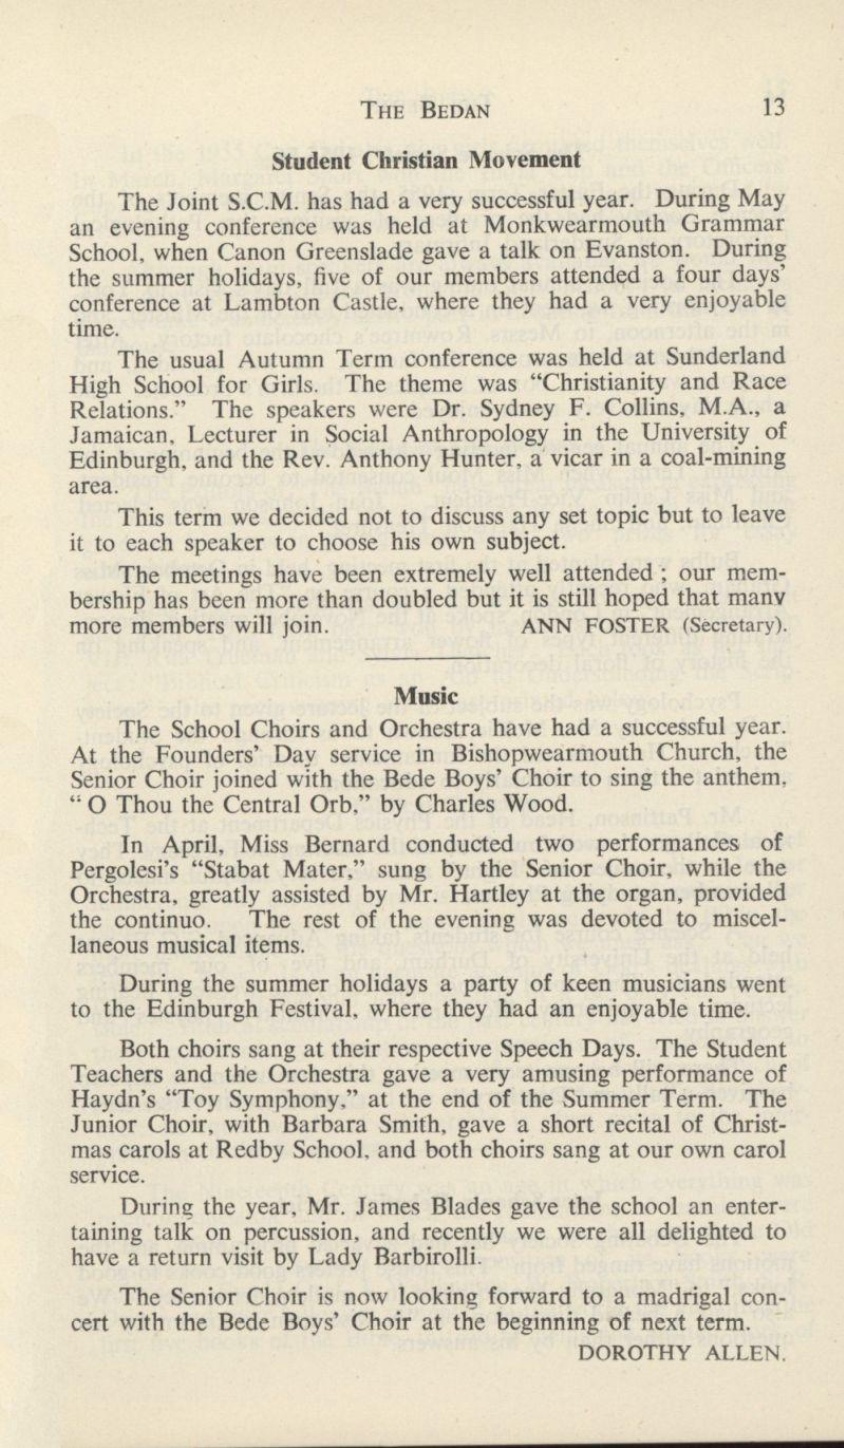 THE BEDAN 13
Student Christian Movement
The Joint S.C.M. has had a very successful year. During May
an evening conference was held at Monkwearmouth Grammar
School, when Canon Greenslade gave a talk on Evanston. During
the summer holidays, five of our members attended a four days'
conference at Lambton Castle, where they had a very enjoyable
time.
The usual Autumn Term conference was held at Sunderland
High School for Girls. The theme was “Christianity and Race
Relations.” The speakers were Dr. Sydney F. Collins, M.A., a
Jamaican, Lecturer in Social Anthropology in the University of
Edinburgh, and the Rev. Anthony Hunter, a vicar in a coal-mining
area.
This term we decided not to discuss any set topic but to leave
it to each speaker to choose his own subject.
The meetings have been extremely well attended ; our mem-
bership has been more than doubled but it is still hoped that many
more members will join. ANN FOSTER (Secretary).
Music
The School Choirs and Orchestra have had a successful year.
At the Founders' Day service in Bishopwearmouth Church, the
Senior Choir joined with the Bede Boys' Choir to sing the anthem,
“ O Thou the Central Orb,” by Charles Wood.
In April, Miss Bernard conducted two performances of
Pergolesi's “Stabat Mater,” sung by the Senior Choir, while the
Orchestra, greatly assisted by Mr. Hartley at the organ, provided
the continuo. The rest of the evening was devoted to miscel-
laneous musical items.
During the summer holidays a party of keen musicians went
to the Edinburgh Festival, where they had an enjoyable time.
Both choirs sang at their respective Speech Days. The Student
Teachers and the Orchestra gave a very amusing performance of
Haydn's “Toy Symphony,” at the end of the Summer Term. The
Junior Choir, with Barbara Smith, gave a short recital of Christ-
mas carols at Redby School, and both choirs sang at our own carol
service.
During the year, Mr. James Blades gave the school an enter-
taining talk on percussion, and recently we were all delighted to
have a return visit by Lady Barbirolli.
The Senior Choir is now looking forward to a madrigal con-
cert with the Bede Boys' Choir at the beginning of next term.
DOROTHY ALLEN.